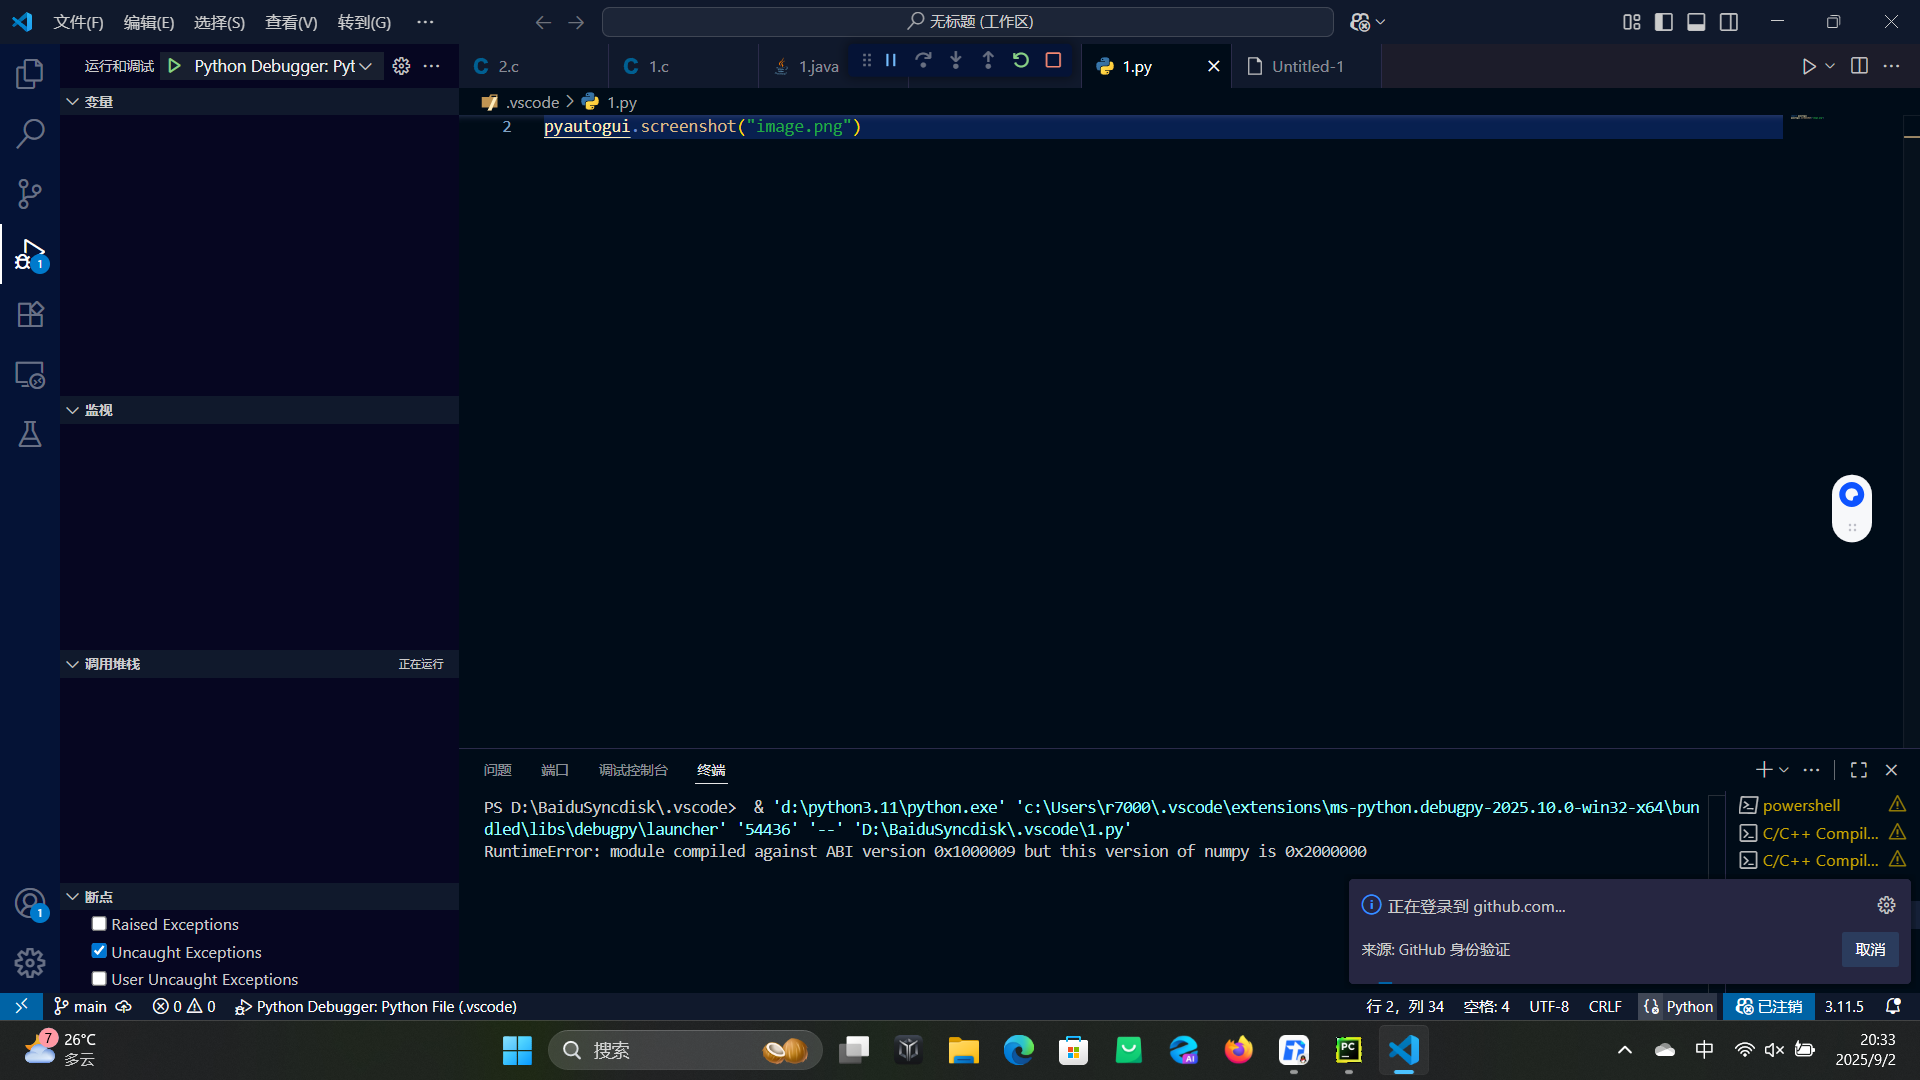 文件(F) 编辑(E) 选择(S) 查看(V) 转到(G) ··· 无标题 (工作区)
运行和调试 Python Debugger: Pyt ···
2.c 1.c 1.java 1.py Untitled-1
变量
.vscode > 1.py
2 pyautogui.screenshot("image.png")
1
监视
调用堆栈 正在运行
问题 端口 调试控制台 终端
PS D:\BaiduSyncdisk\.vscode>  & 'd:\python3.11\python.exe' 'c:\Users\r7000\.vscode\extensions\ms-python.debugpy-2025.10.0-win32-x64\bun
dled\libs\debugpy\launcher' '54436' '--' 'D:\BaiduSyncdisk\.vscode\1.py'
RuntimeError: module compiled against ABI version 0x1000009 but this version of numpy is 0x2000000
powershell
C/C++ Compil...
C/C++ Compil...
断点
1
Raised Exceptions
Uncaught Exceptions
User Uncaught Exceptions
正在登录到 github.com...
来源: GitHub 身份验证 取消
main 0 0 Python Debugger: Python File (.vscode) 行 2，列 34 空格: 4 UTF-8 CRLF Python 已注销 3.11.5
7 26°C
多云
搜索
AI
PC
中
20:33
2025/9/2